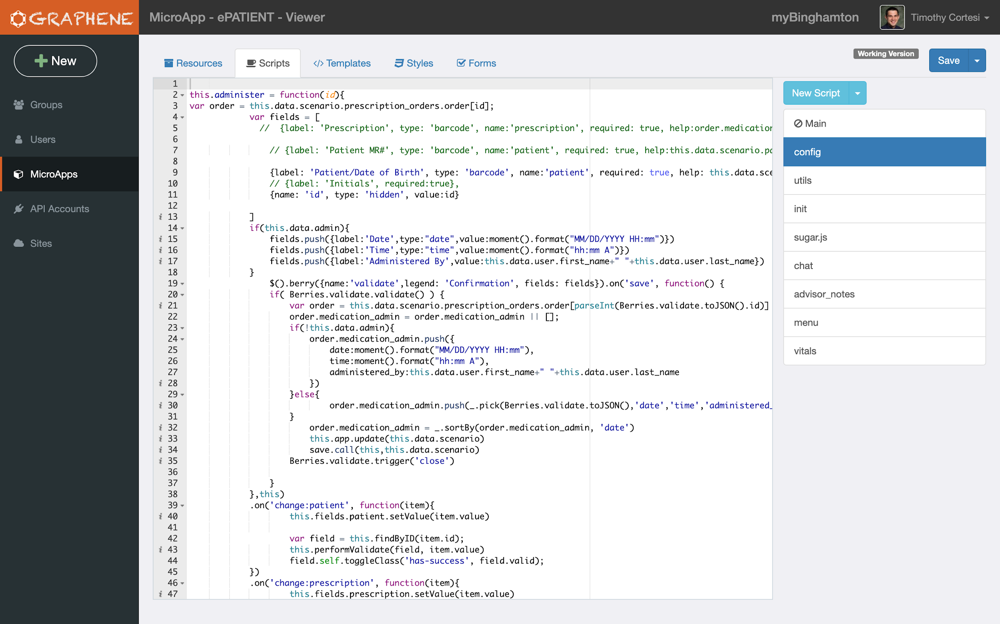 GRAPHENE
MicroApp - ePATIENT - Viewer
myBinghamton
Timothy Cortesi
New
Groups
Users
MicroApps
API Accounts
Sites
Resources
Scripts
</> Templates
Styles
Forms
Working Version
Save
1
2 this.administer = function(id){
3 var order = this.data.scenario.prescription_orders.order[id];
4 var fields = [
5 // {label: 'Prescription', type: 'barcode', name:'prescription', required: true, help:order.medication
6
7 // {label: 'Patient MR#', type: 'barcode', name:'patient', required: true, help:this.data.scenario.pa
8
9 {label: 'Patient/Date of Birth', type: 'barcode', name:'patient', required: true, help: this.data.sce
10 // {label: 'Initials', required:true},
11 {name: 'id', type: 'hidden', value:id}
12
i 13 ]
14 if(this.data.admin){
i 15 fields.push({label:'Date',type:"date",value:moment().format("MM/DD/YYYY HH:mm")})
i 16 fields.push({label:'Time',type:"time",value:moment().format("hh:mm A")})
i 17 fields.push({label:'Administered By',value:this.data.user.first_name+" "+this.data.user.last_name})
18 }
19 $().berry({name:'validate',legend: 'Confirmation', fields: fields}).on('save', function() {
20 if( Berries.validate.validate() ) {
i 21 var order = this.data.scenario.prescription_orders.order[parseInt(Berries.validate.toJSON().id)]
22 order.medication_admin = order.medication_admin || [];
23 if(!this.data.admin){
24 order.medication_admin.push({
25 date:moment().format("MM/DD/YYYY HH:mm"),
26 time:moment().format("hh:mm A"),
27 administered_by:this.data.user.first_name+" "+this.data.user.last_name
i 28 })
29 }else{
i 30 order.medication_admin.push(_.pick(Berries.validate.toJSON(),'date','time','administered_
31 }
i 32 order.medication_admin = _.sortBy(order.medication_admin, 'date')
i 33 this.app.update(this.data.scenario)
i 34 save.call(this,this.data.scenario)
i 35 Berries.validate.trigger('close')
36
37 }
38 },this)
39 .on('change:patient', function(item){
i 40 this.fields.patient.setValue(item.value)
41
42 var field = this.findByID(item.id);
i 43 this.performValidate(field, item.value)
44 field.self.toggleClass('has-success', field.valid);
45 })
46 .on('change:prescription', function(item){
i 47 this.fields.prescription.setValue(item.value)
New Script
Main
config
utils
init
sugar.js
chat
advisor_notes
menu
vitals